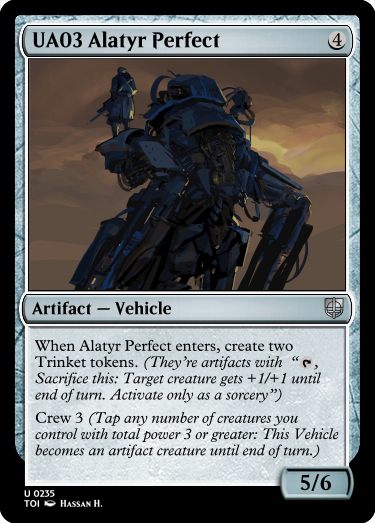 UA03 Alatyr Perfect
4
Artifact — Vehicle
When Alatyr Perfect enters, create two
Trinket tokens. (They're artifacts with “,
Sacrifice this: Target creature gets +1/+1 until
end of turn. Activate only as a sorcery”)
Crew 3 (Tap any number of creatures you
control with total power 3 or greater: This Vehicle
becomes an artifact creature until end of turn.)
5/6
U 0235
TOI Hassan H.